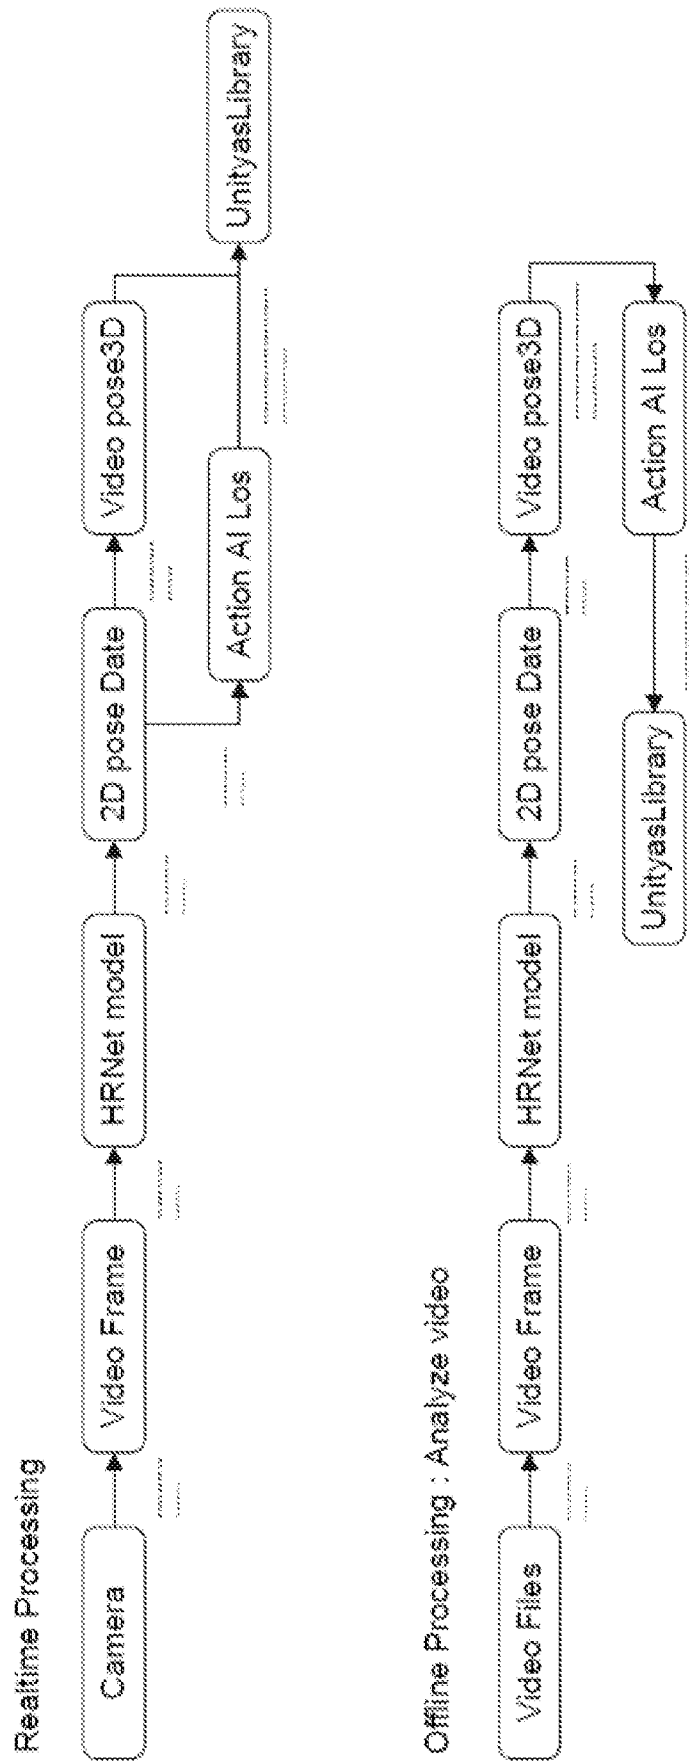 Realtime Processing
Camera
Video Frame
HRNet model
2D pose Date
Video pose3D
Action AI Los
UnityasLibrary
Offline Processing : Analyze video
Video Files
Video Frame
HRNet model
2D pose Date
Video pose3D
Action AI Los
UnityasLibrary